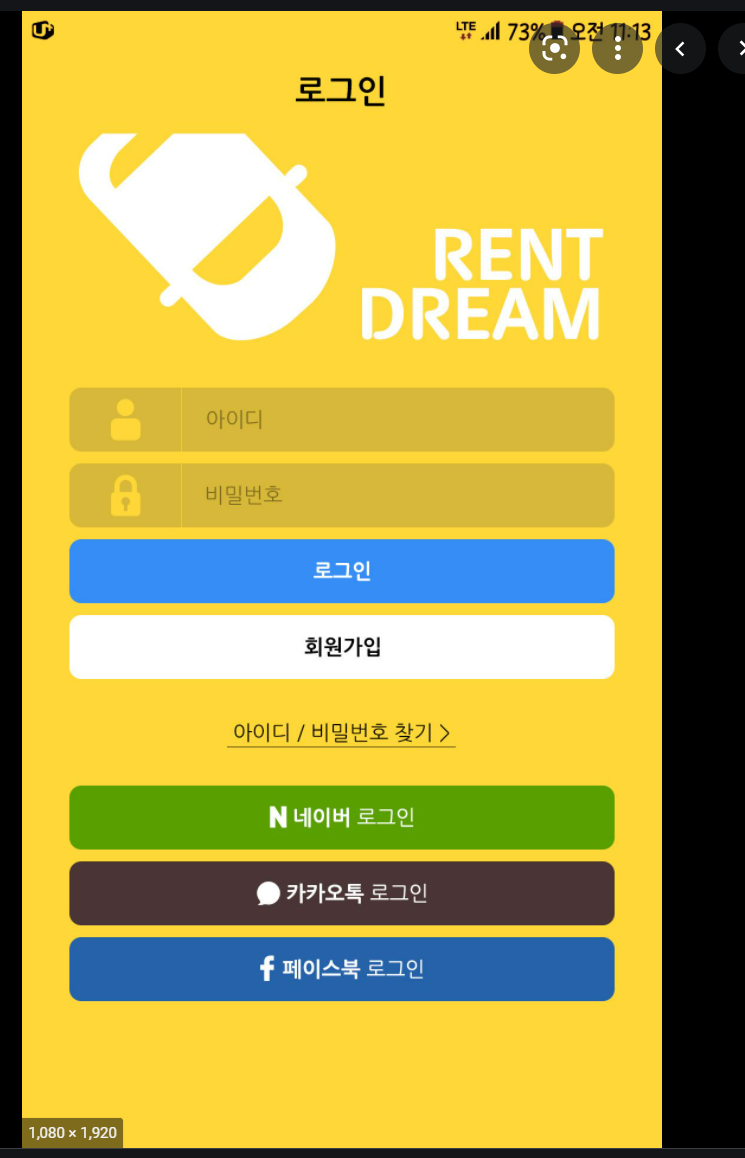 U+ LTE 73% 오전 11:13
로그인
RENT
DREAM
아이디
비밀번호
로그인
회원가입
아이디 / 비밀번호 찾기 >
N 네이버 로그인
카카오톡 로그인
f 페이스북 로그인
1,080 × 1,920